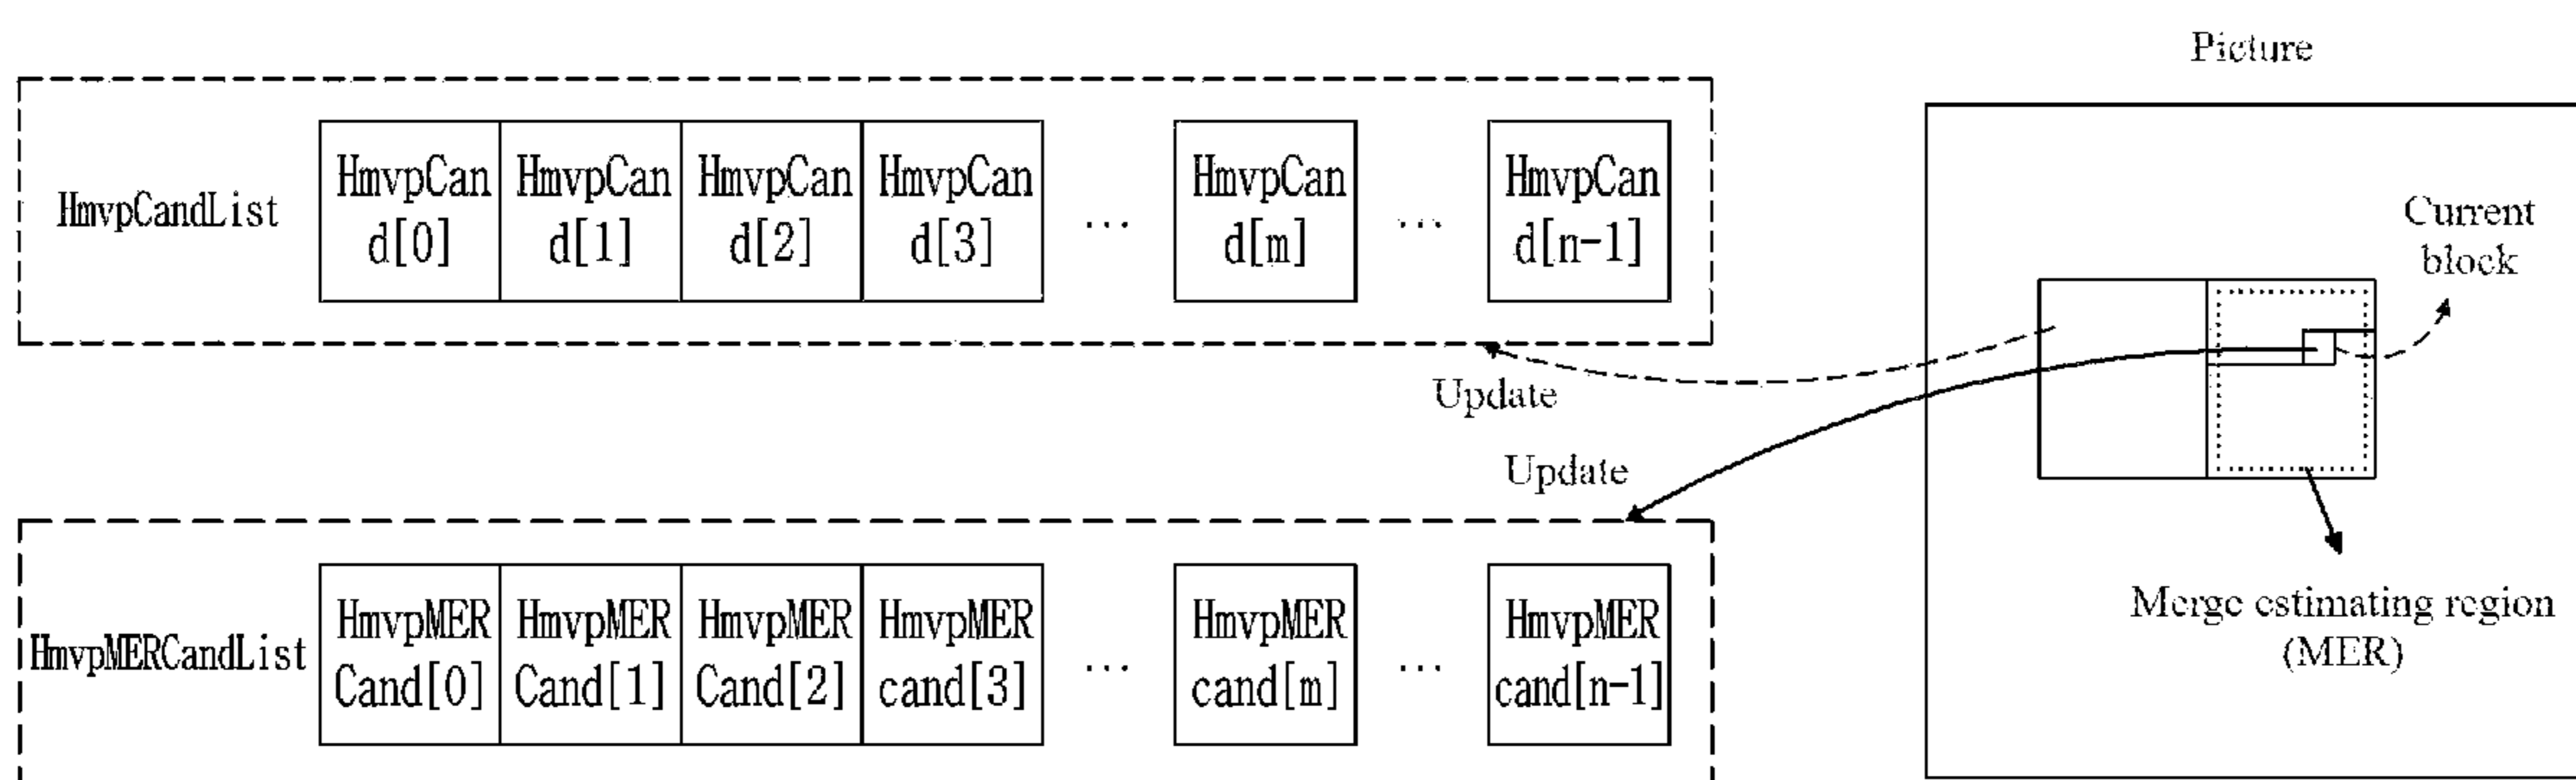 Picture
HmvpCandList
HmvpCan
d[0]
HmvpCan
d[1]
HmvpCan
d[2]
HmvpCan
d[3]
...
HmvpCan
d[m]
...
HmvpCan
d[n-1]
Current
block
Update
Update
Merge estimating region
(MER)
HmvpMERCandList
HmvpMER
Cand[0]
HmvpMER
Cand[1]
HmvpMER
Cand[2]
HmvpMER
cand[3]
...
HmvpMER
cand[m]
...
HmvpMER
cand[n-1]